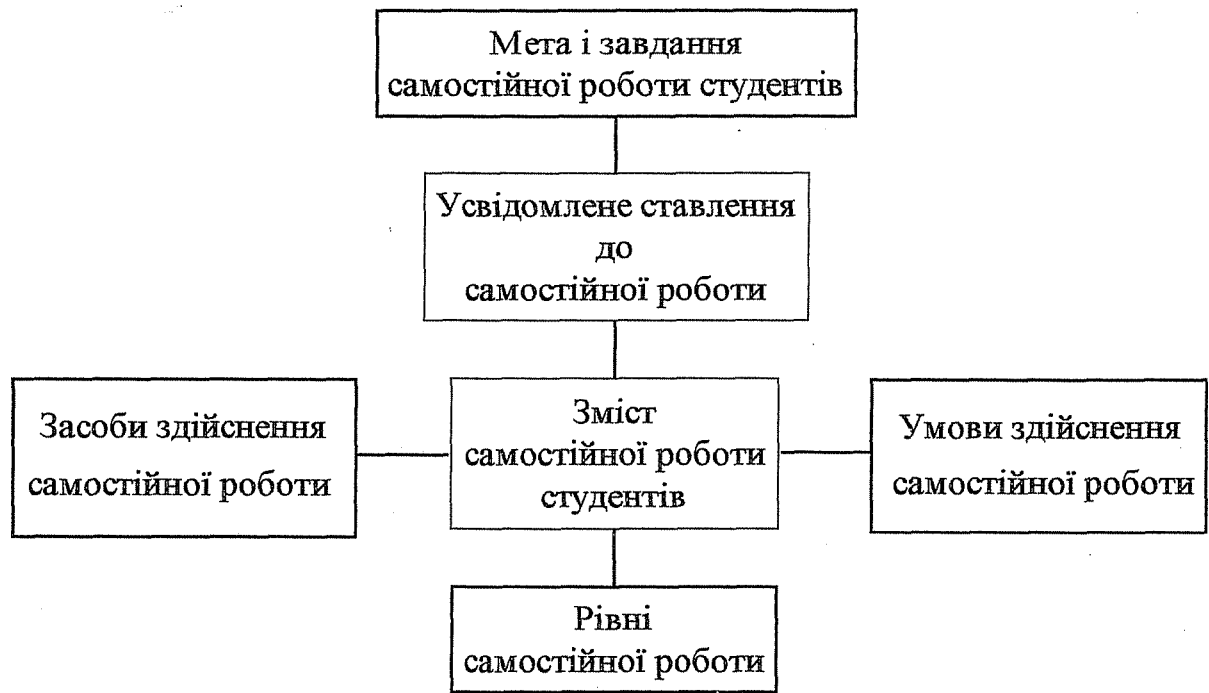 Мета і завдання
самостійної роботи студентів
Усвідомлене ставлення
до
самостійної роботи
Засоби здійснення
самостійної роботи
Зміст
самостійної роботи
студентів
Умови здійснення
самостійної роботи
Рівні
самостійної роботи